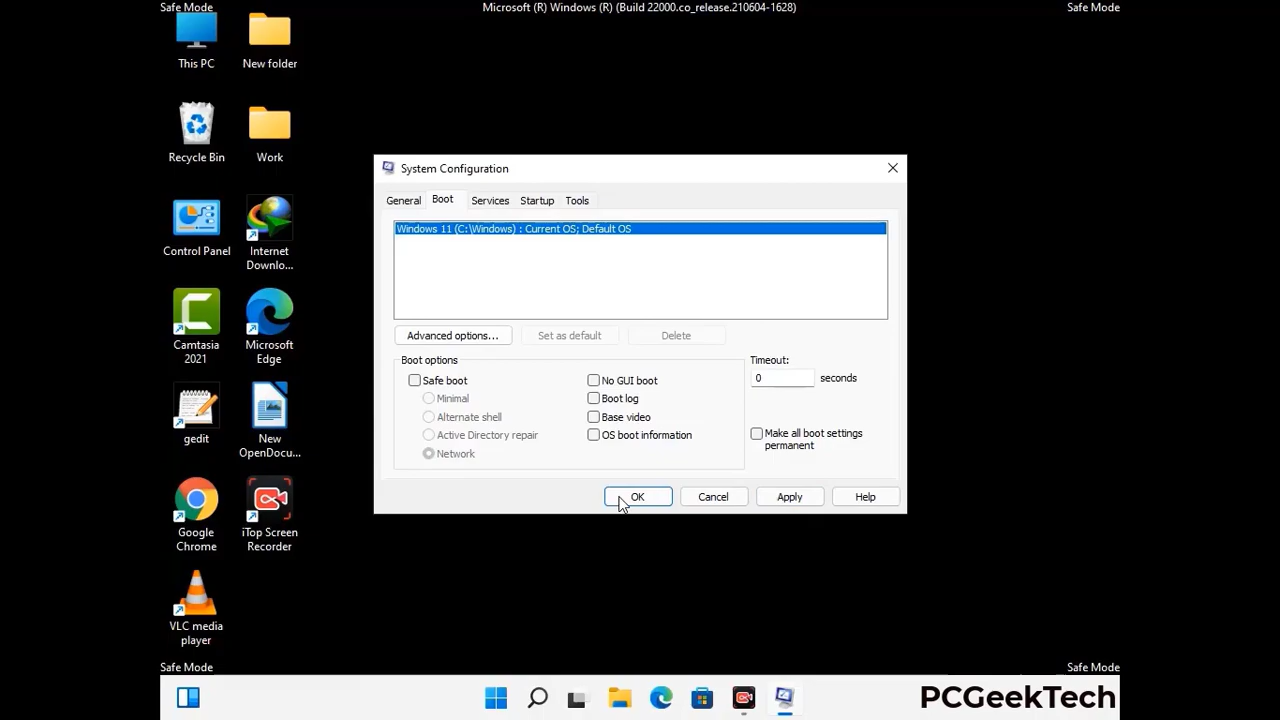 Safe Mode
Microsoft (R) Windows (R) (Build 22000.co_release.210604-1628)
Safe Mode
This PC
New folder
Recycle Bin
Work
Control Panel
Internet
Downlo...
Camtasia
2021
Microsoft
Edge
gedit
New
OpenDocu...
Google
Chrome
iTop Screen
Recorder
VLC media
player
System Configuration
General
Boot
Services
Startup
Tools
Windows 11 (C:\Windows) : Current OS; Default OS
Advanced options...
Set as default
Delete
Boot options
Safe boot
Minimal
Alternate shell
Active Directory repair
Network
No GUI boot
Boot log
Base video
OS boot information
Timeout:
0 seconds
Make all boot settings
permanent
OK
Cancel
Apply
Help
Safe Mode
Safe Mode
PCGeekTech